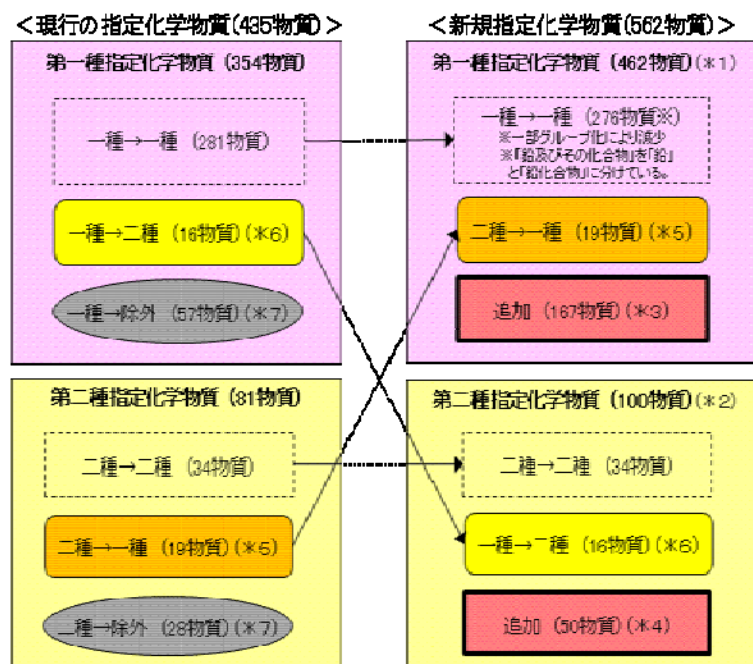 ＜現行の指定化学物質(435物質)＞
第一種指定化学物質（354物質)
一種→一種（281物質）
一種→二種（16物質）(＊6)
一種→除外（57物質）(＊7)
第二種指定化学物質（81物質)
二種→二種（34物質）
二種→一種（19物質）(＊5)
二種→除外（28物質）(＊7)
＜新規指定化学物質(562物質)＞
第一種指定化学物質（462物質）(＊1)
一種→一種（276物質※）
※一部グループ化により減少
※「鉛及びその化合物」を「鉛」
と「鉛化合物」に分けている。
二種→一種（19物質）(＊5)
追加（167物質）(＊3)
第二種指定化学物質（100物質）(＊2)
二種→二種（34物質）
一種→二種（16物質）(＊6)
追加（50物質）(＊4)